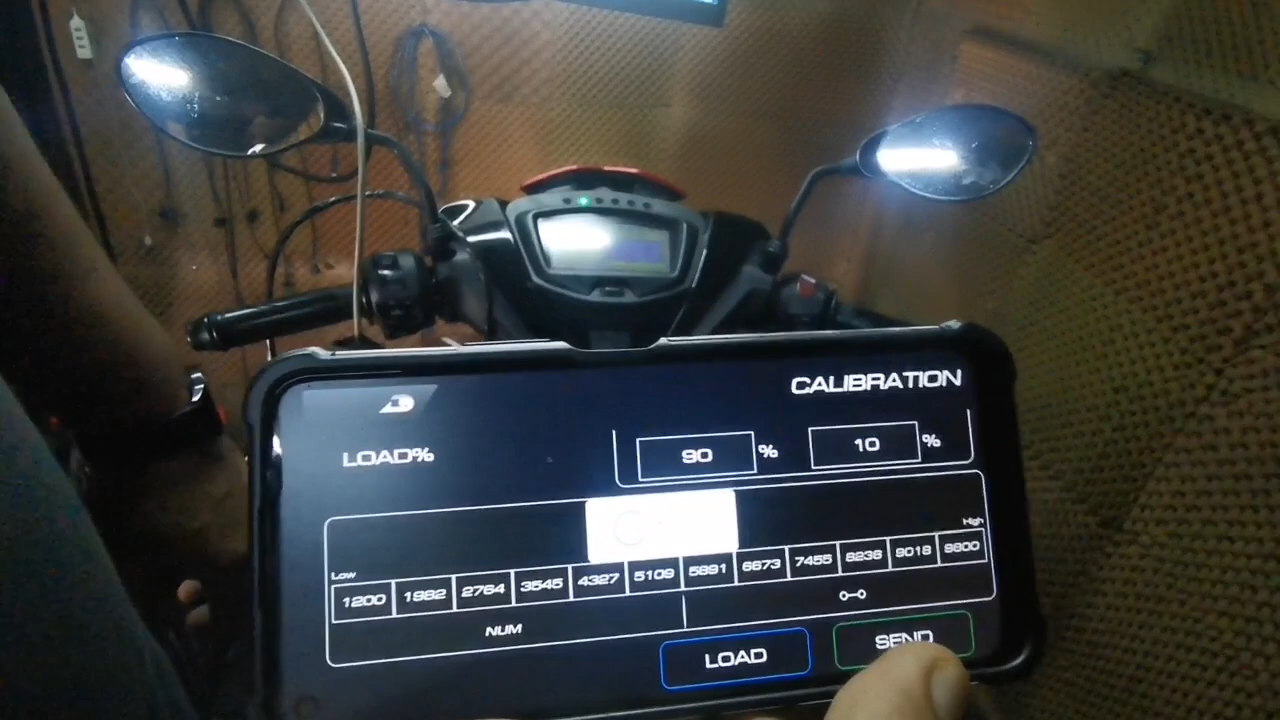 CALIBRATION
LOAD%
90 % 10 %
Low High
1200 1982 2764 3545 4327 5109 5891 6673 7455 8236 9018 9800
NUM
LOAD SEND